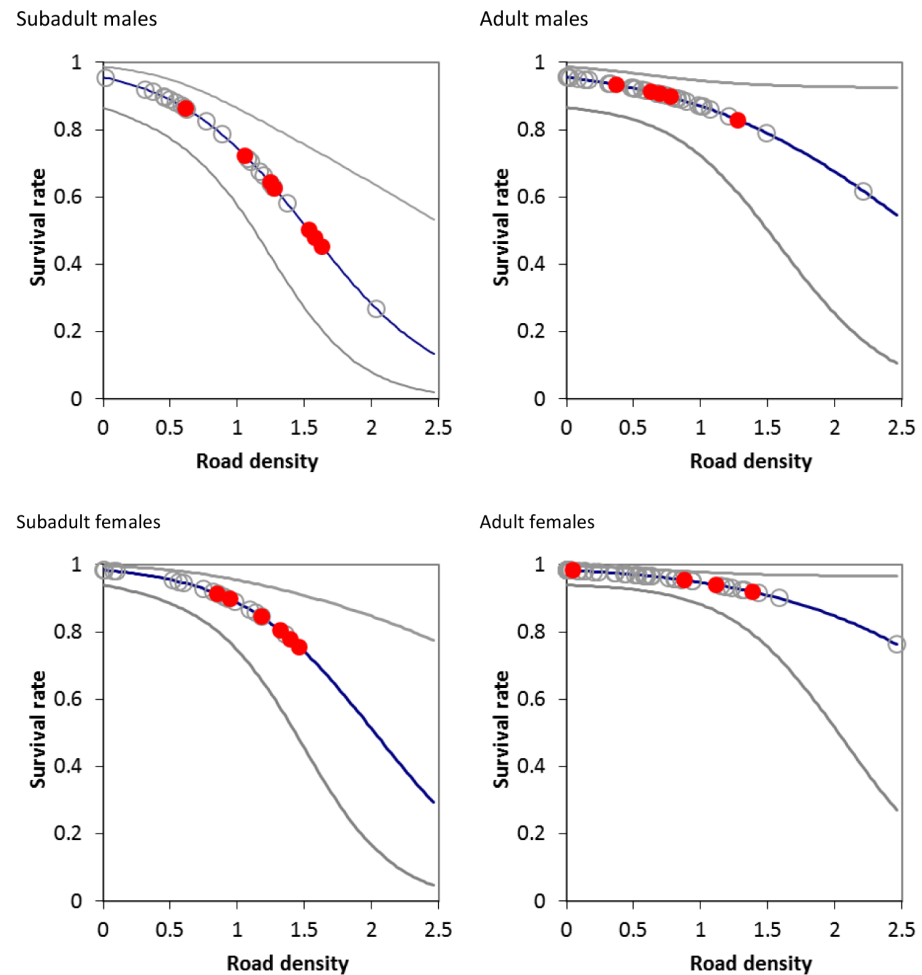 Subadult males
Adult males
1
0.8
0.6
0.4
0.2
0
Survival rate
0 0.5 1 1.5 2 2.5
Road density
1
0.8
0.6
0.4
0.2
0
Survival rate
0 0.5 1 1.5 2 2.5
Road density
Subadult females
Adult females
1
0.8
0.6
0.4
0.2
0
Survival rate
0 0.5 1 1.5 2 2.5
Road density
1
0.8
0.6
0.4
0.2
0
Survival rate
0 0.5 1 1.5 2 2.5
Road density